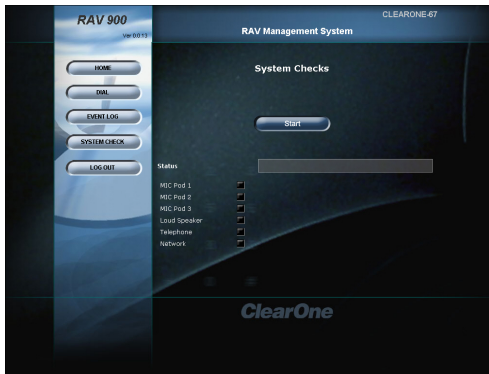 RAV 900
Ver 0.0.13
CLEARONE-67
RAV Management System
HOME
DIAL
EVENT LOG
SYSTEM CHECK
LOG OUT
System Checks
Start
Status
MIC Pod 1
MIC Pod 2
MIC Pod 3
Loud Speaker
Telephone
Network
ClearOne